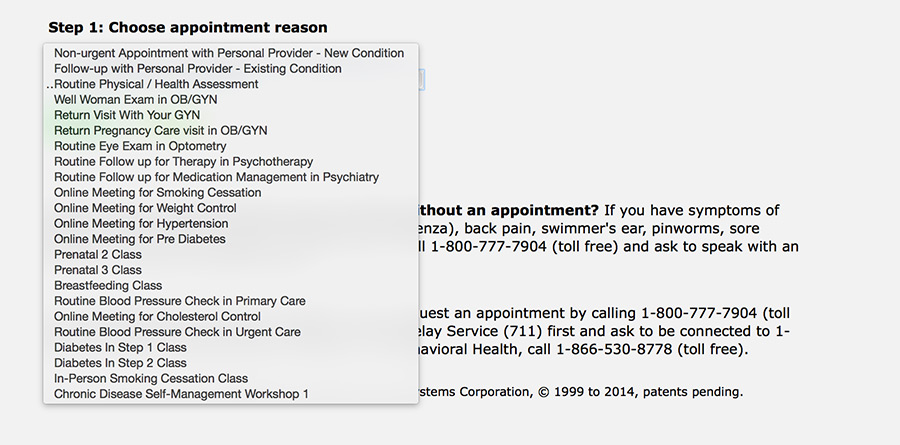 Step 1: Choose appointment reason
Non-urgent Appointment with Personal Provider - New Condition
Follow-up with Personal Provider - Existing Condition
..Routine Physical / Health Assessment
Well Woman Exam in OB/GYN
Return Visit With Your GYN
Return Pregnancy Care visit in OB/GYN
Routine Eye Exam in Optometry
Routine Follow up for Therapy in Psychotherapy
Routine Follow up for Medication Management in Psychiatry
Online Meeting for Smoking Cessation
Online Meeting for Weight Control
Online Meeting for Hypertension
Online Meeting for Pre Diabetes
Prenatal 2 Class
Prenatal 3 Class
Breastfeeding Class
Routine Blood Pressure Check in Primary Care
Online Meeting for Cholesterol Control
Routine Blood Pressure Check in Urgent Care
Diabetes In Step 1 Class
Diabetes In Step 2 Class
In-Person Smoking Cessation Class
Chronic Disease Self-Management Workshop 1
ithout an appointment? If you have symptoms of
enza), back pain, swimmer's ear, pinworms, sore
ll 1-800-777-7904 (toll free) and ask to speak with an
uest an appointment by calling 1-800-777-7904 (toll
elay Service (711) first and ask to be connected to 1-
havioral Health, call 1-866-530-8778 (toll free).
stems Corporation, © 1999 to 2014, patents pending.